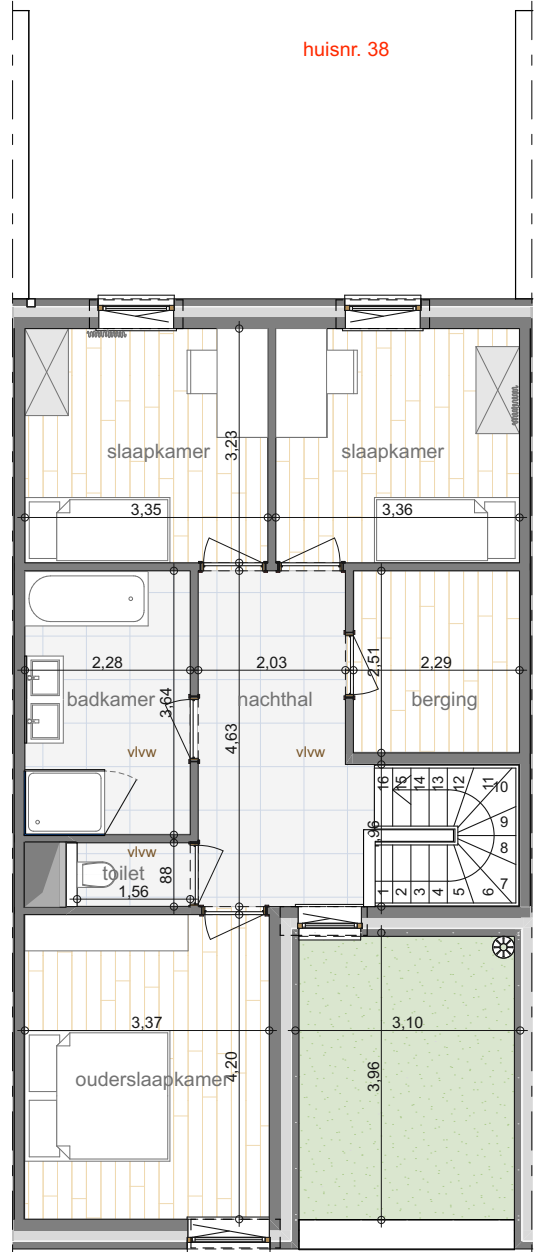 huisnr. 38
slaapkamer
3,23
slaapkamer
3,35
3,36
2,28
2,03
2,51
2,29
badkamer
3,64
nachthal
berging
4,63
vlvw
vlvw
16
15
14
13
12
11
10
9
8
7
6
5
4
3
2
1
vlvw
toilet
88
1,56
3,37
3,10
4,20
3,96
ouderslaapkamer